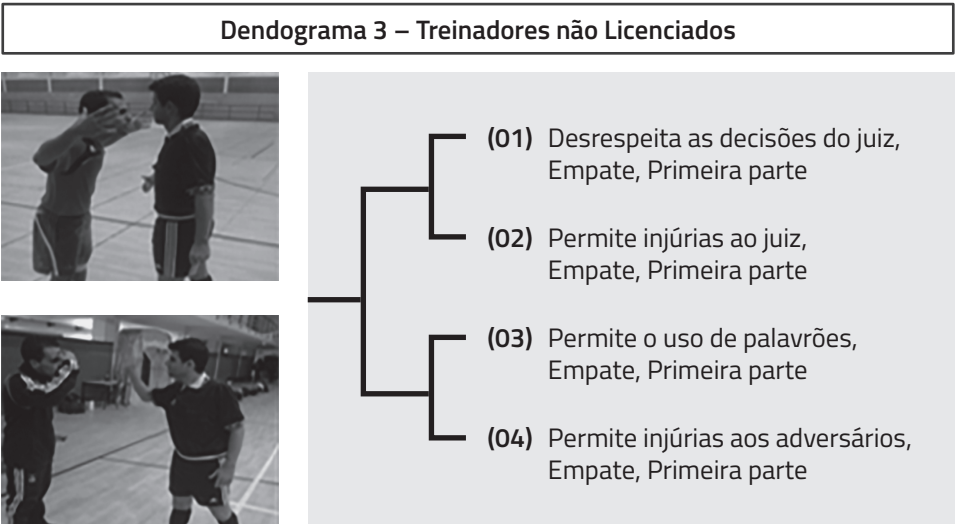 Dendograma 3 – Treinadores não Licenciados
(01) Desrespeita as decisões do juiz,
Empate, Primeira parte
(02) Permite injúrias ao juiz,
Empate, Primeira parte
(03) Permite o uso de palavrões,
Empate, Primeira parte
(04) Permite injúrias aos adversários,
Empate, Primeira parte